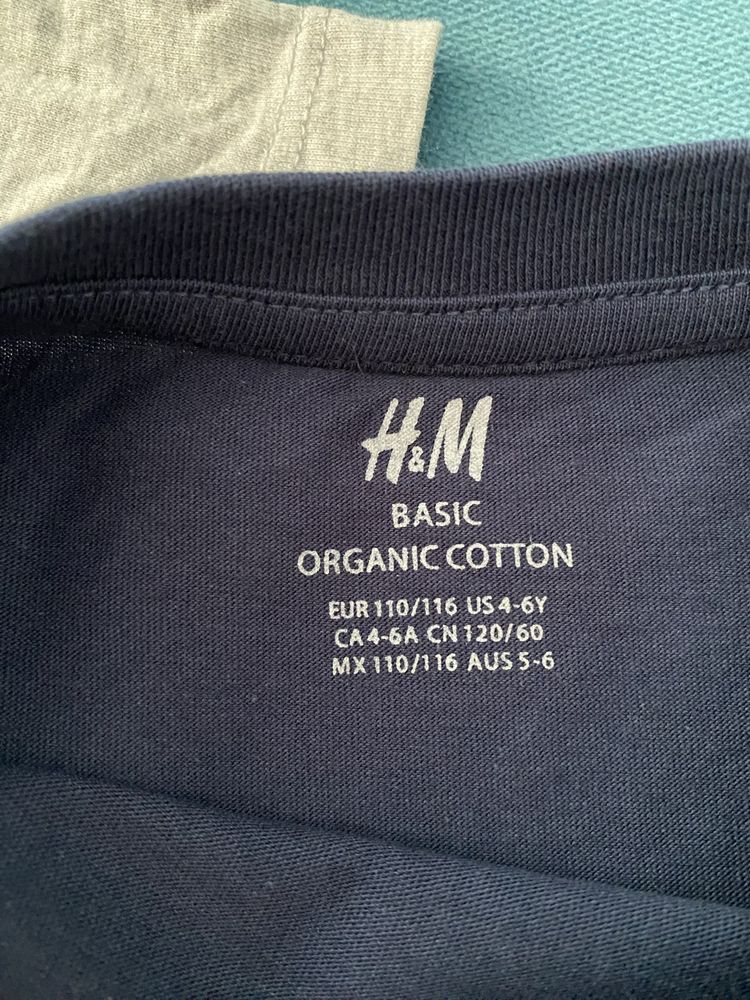 H&M
BASIC
ORGANIC COTTON
EUR 110/116 US 4-6Y
CA 4-6A CN 120/60
MX 110/116 AUS 5-6